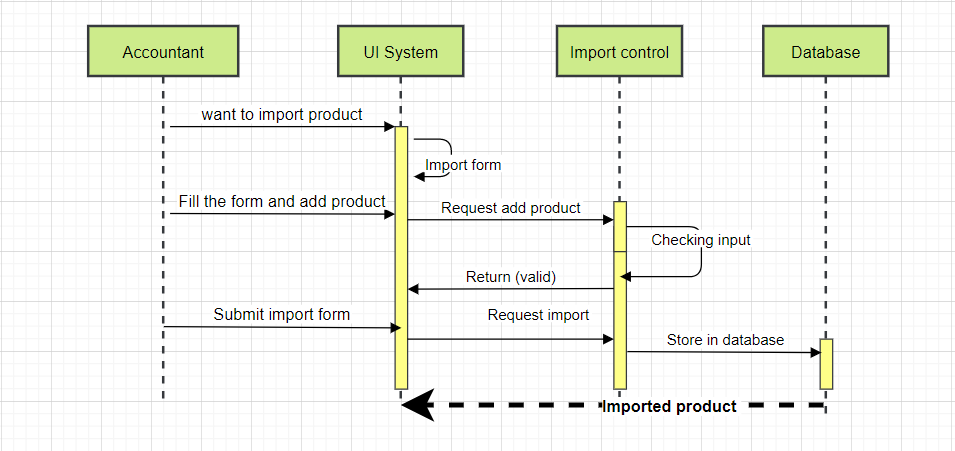 Accountant
UI System
Import control
Database
want to import product
Import form
Fill the form and add product
Request add product
Checking input
Return (valid)
Submit import form
Request import
Store in database
Imported product